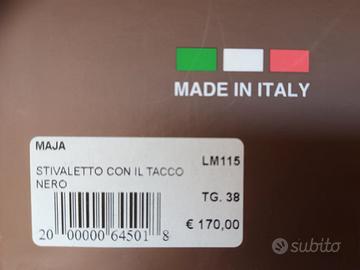 MADE IN ITALY
MAJA
LM115
STIVALETTO CON IL TACCO
NERO
TG. 38
€ 170,00
20 00000 64501 8
subito